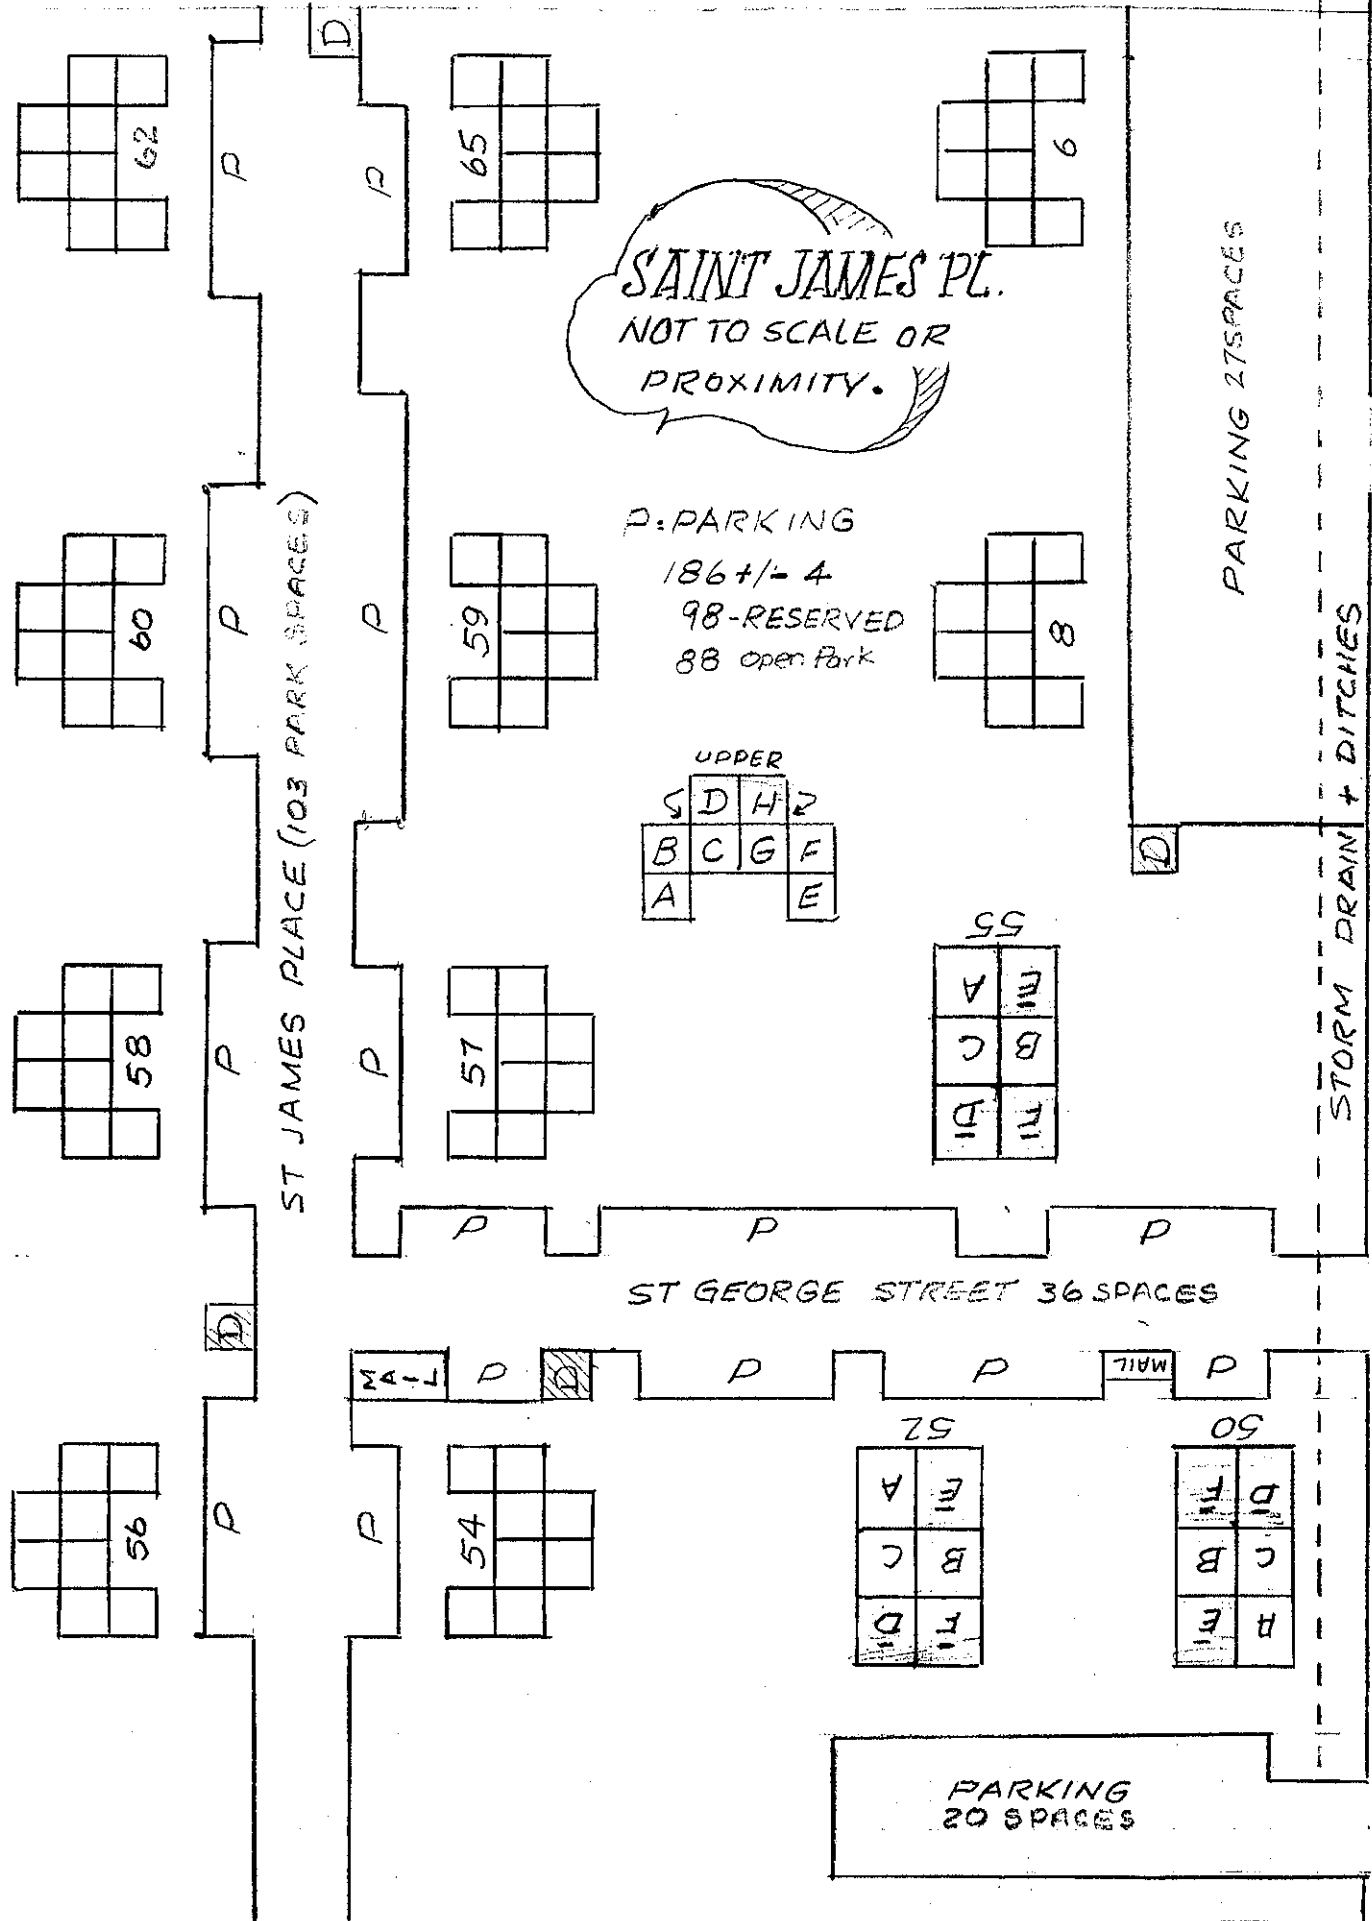 D
62
P
P
65
6
SAINT JAMES PL.
NOT TO SCALE OR
PROXIMITY.
PARKING 27 SPACES
P: PARKING
186 +/- 4
98-RESERVED
88 open Park
60
P
ST JAMES PLACE (103 PARK SPACES)
P
59
8
STORM DRAIN + DITCHES
UPPER
D H
B C G F
A E
D
55
A E
C B
D F
58
P
P
57
P
P
P
ST GEORGE STREET 36 SPACES
D
MAIL
P
D
P
P
MAIL
P
52
A E
C B
D F
50
F D
B C
E A
56
P
P
54
PARKING
20 SPACES